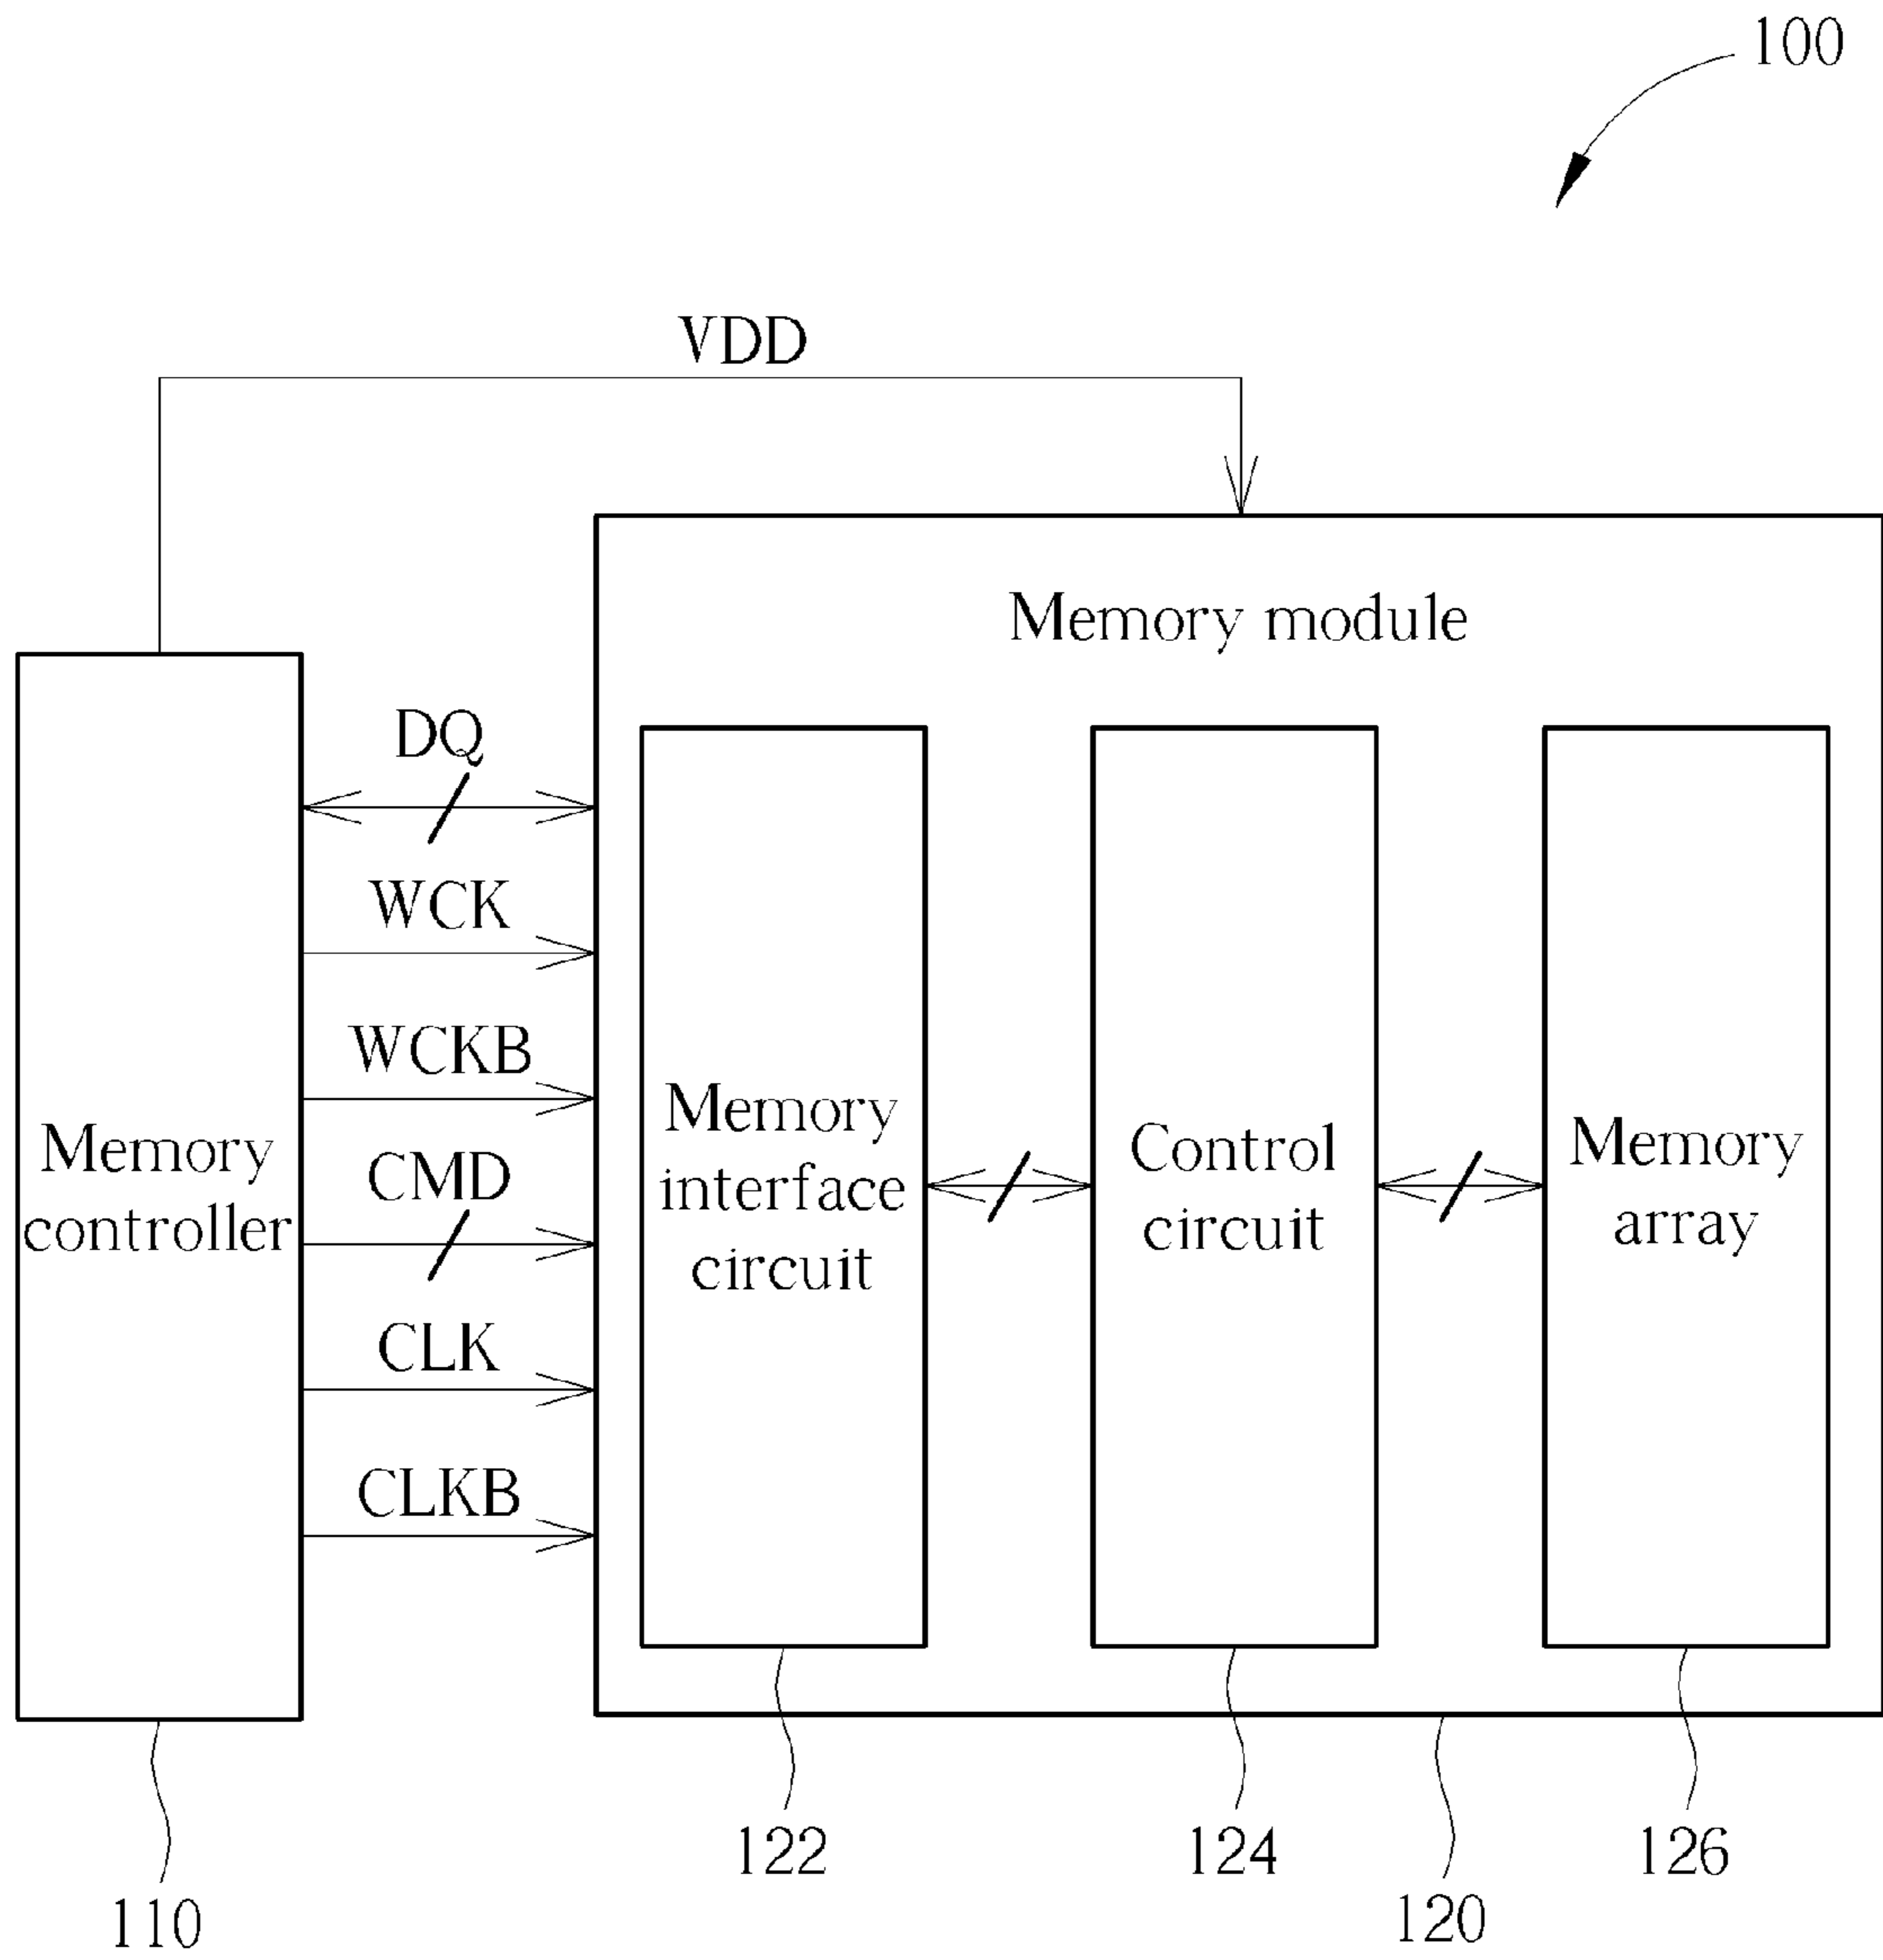 100
VDD
Memory module
DQ
WCK
WCKB
CMD
CLK
CLKB
Memory
controller
Memory
interface
circuit
Control
circuit
Memory
array
122
124
126
120
110